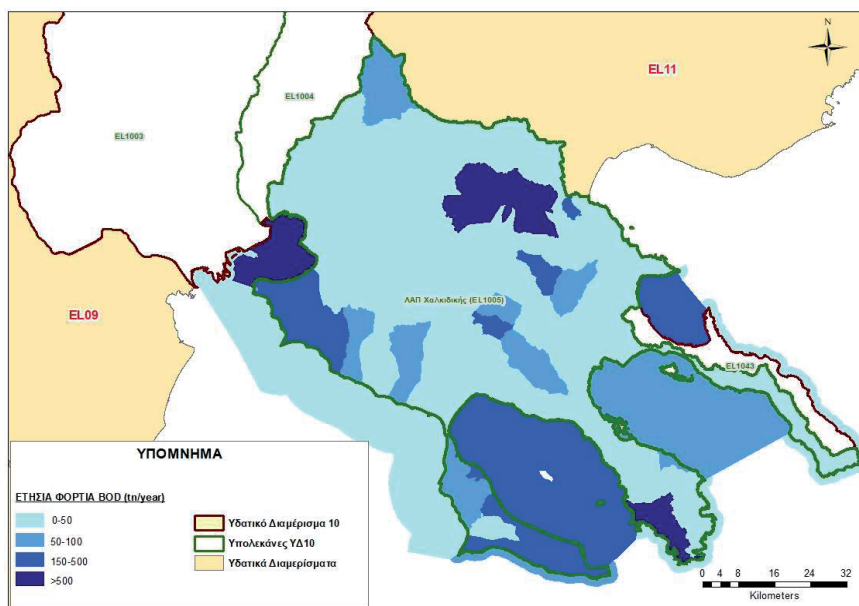 N
EL11
EL1004
EL1003
ΛΑΠ Χαλκιδικής (EL1005)
EL09
EL1043
ΥΠΟΜΝΗΜΑ
ΕΤΗΣΙΑ ΦΟΡΤΙΑ BOD (tn/year)
0-50
50-100
150-500
>500
Υδατικό Διαμέρισμα 10
Υπολεκάνες ΥΔ10
Υδατικά Διαμερίσματα
0 4 8 16 24 32
Kilometers